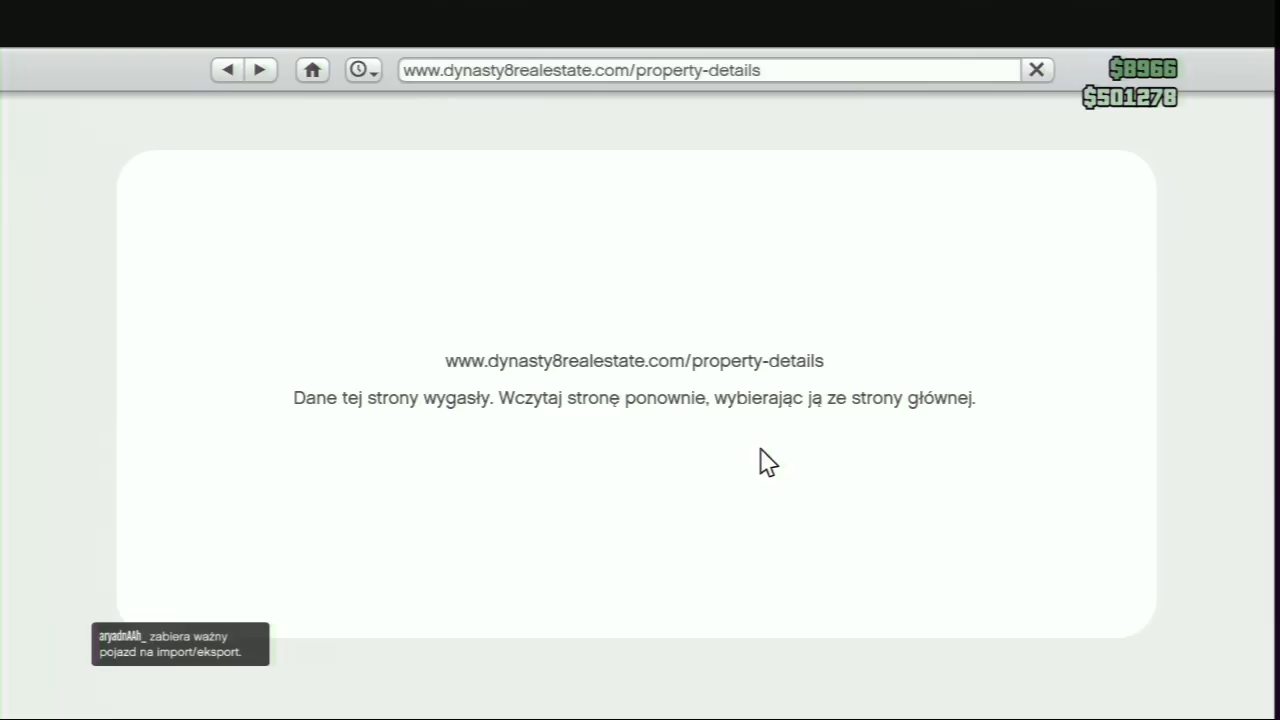 www.dynasty8realestate.com/property-details
$8966
$501278
www.dynasty8realestate.com/property-details
Dane tej strony wygasły. Wczytaj stronę ponownie, wybierając ją ze strony głównej.
aryadnAAh_ zabiera ważny
pojazd na import/eksport.